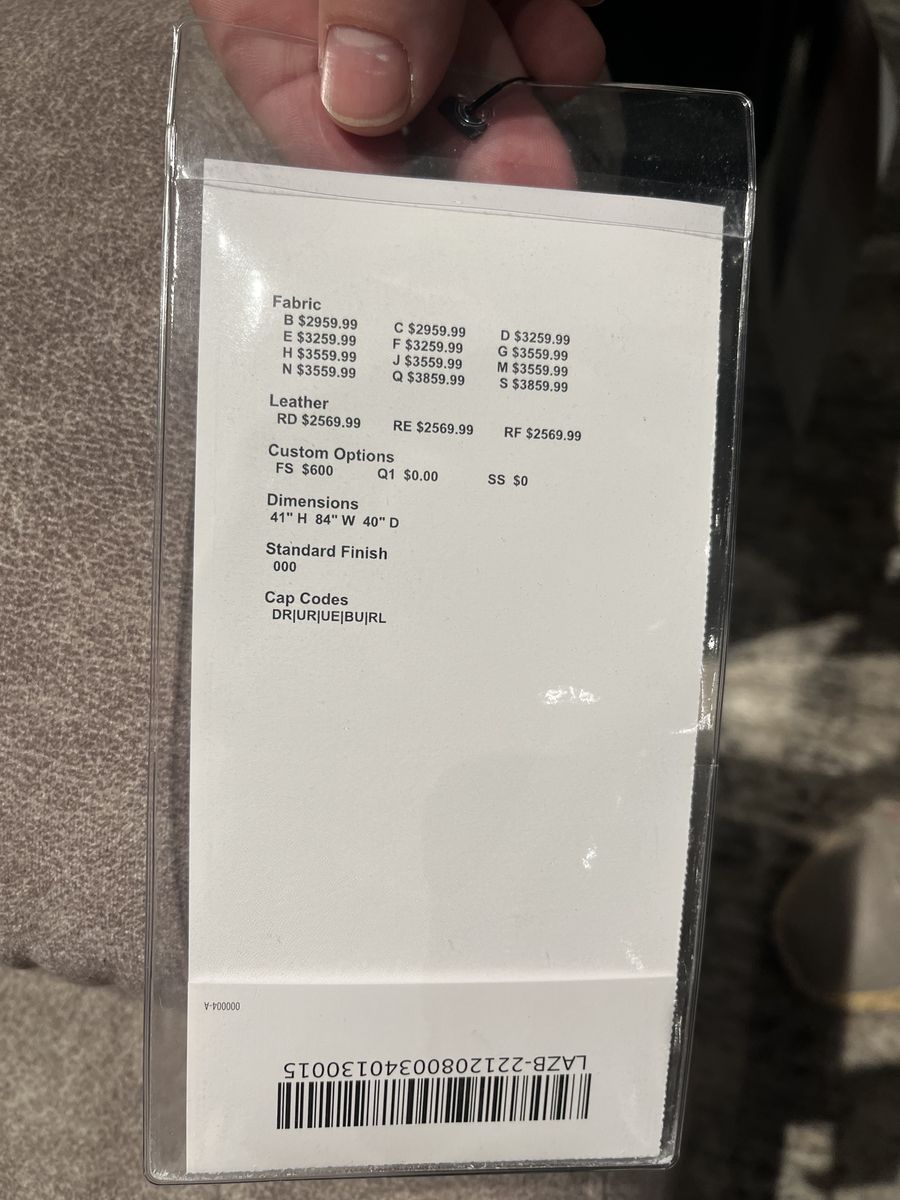 Fabric
B $2959.99 C $2959.99 D $3259.99
E $3259.99 F $3259.99 G $3559.99
H $3559.99 J $3559.99 M $3559.99
N $3559.99 Q $3859.99 S $3859.99
Leather
RD $2569.99 RE $2569.99 RF $2569.99
Custom Options
FS $600 Q1 $0.00 SS $0
Dimensions
41" H 84" W 40" D
Standard Finish
000
Cap Codes
DR|UR|UE|BU|RL
000004-A
LAZB-221208000340130015